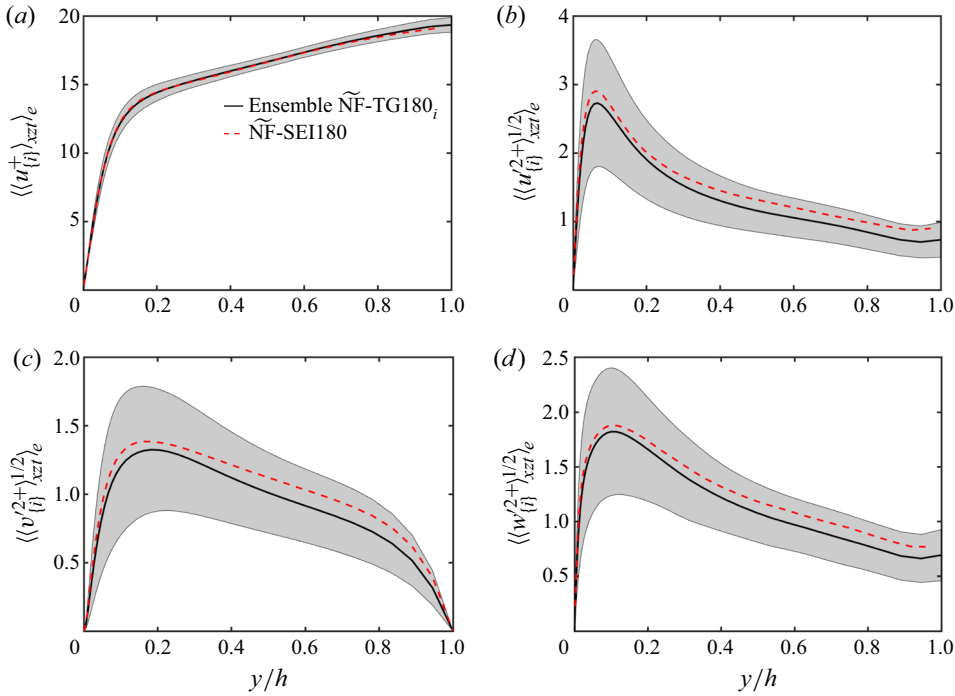 (a)
20
15
10
5
0 0.2 0.4 0.6 0.8 1.0
⟨⟨u⁺{i}⟩xzt⟩e
Ensemble ÑF-TG180i
ÑF-SEI180
(b)
4
3
2
1
0 0.2 0.4 0.6 0.8 1.0
⟨⟨u′²⁺{i}⟩¹ᐟ²xzt⟩e
(c)
2.0
1.5
1.0
0.5
0 0.2 0.4 0.6 0.8 1.0
⟨⟨v′²⁺{i}⟩¹ᐟ²xzt⟩e
y/h
(d)
2.5
2.0
1.5
1.0
0.5
0 0.2 0.4 0.6 0.8 1.0
⟨⟨w′²⁺{i}⟩¹ᐟ²xzt⟩e
y/h